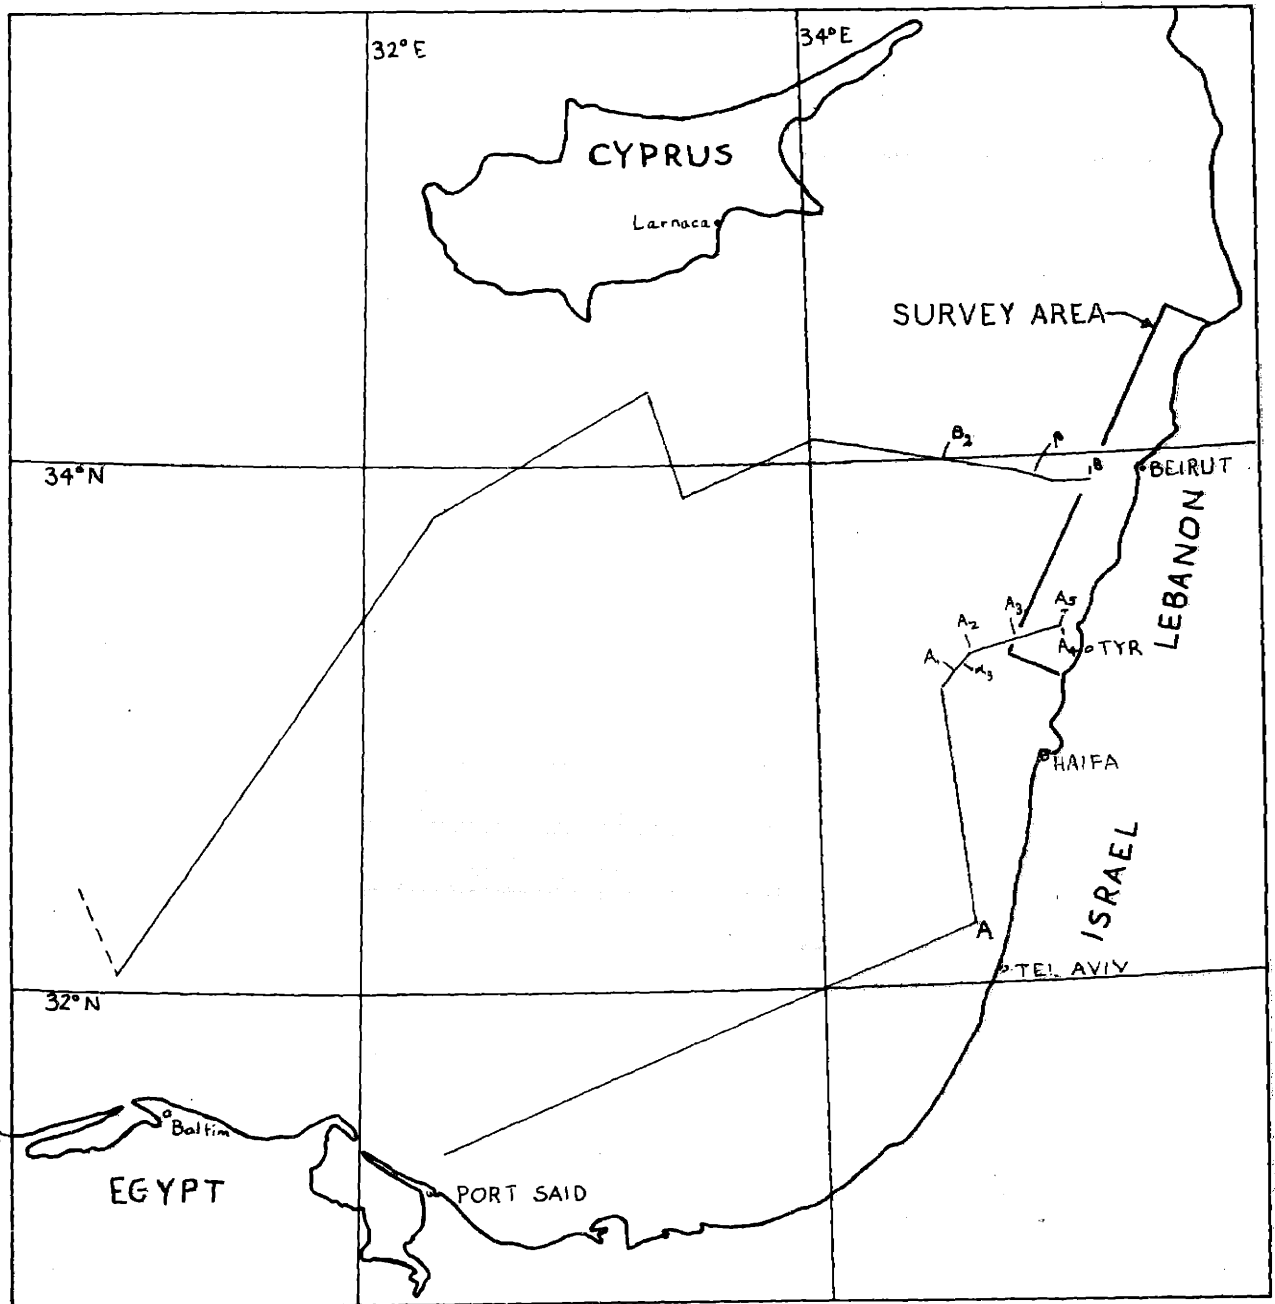 32°E
34°E
CYPRUS
Larnaca
SURVEY AREA
B₂
β
B
34°N
BEIRUT
LEBANON
A₃
A₅
A₂
A₄
TYR
A₁
α₃
HAIFA
ISRAEL
A
TEL AVIV
32°N
Baltim
EGYPT
PORT SAID